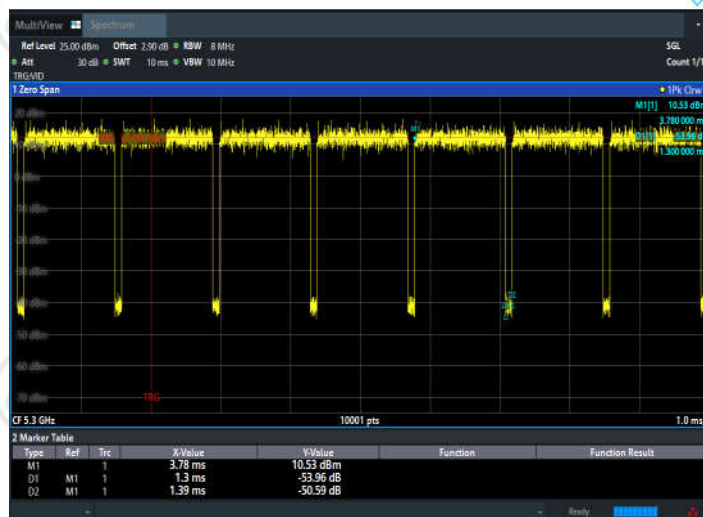 MultiView Spectrum
Ref Level 25.00 dBm Offset 2.90 dB RBW 8 MHz SGL
Att 30 dB SWT 10 ms VBW 10 MHz Count 1/1
TRG:VID
1 Zero Span 1Pk Clrw
M1[1] 10.53 dBm
3.780 000 m
M1
D1[1] -53.96 d
1.300 000 m
20 dBm
0 dBm
-10 dBm
-20 dBm
-30 dBm
-40 dBm
D2
-50 dBm
-60 dBm
-70 dBm
TRG
CF 5.3 GHz 10001 pts 1.0 ms
2 Marker Table
Type Ref Trc X-Value Y-Value Function Function Result
M1 1 3.78 ms 10.53 dBm
D1 M1 1 1.3 ms -53.96 dB
D2 M1 1 1.39 ms -50.59 dB
Ready